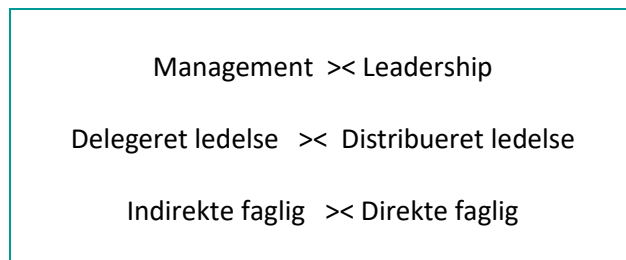 Management >< Leadership
Delegeret ledelse >< Distribueret ledelse
Indirekte faglig >< Direkte faglig